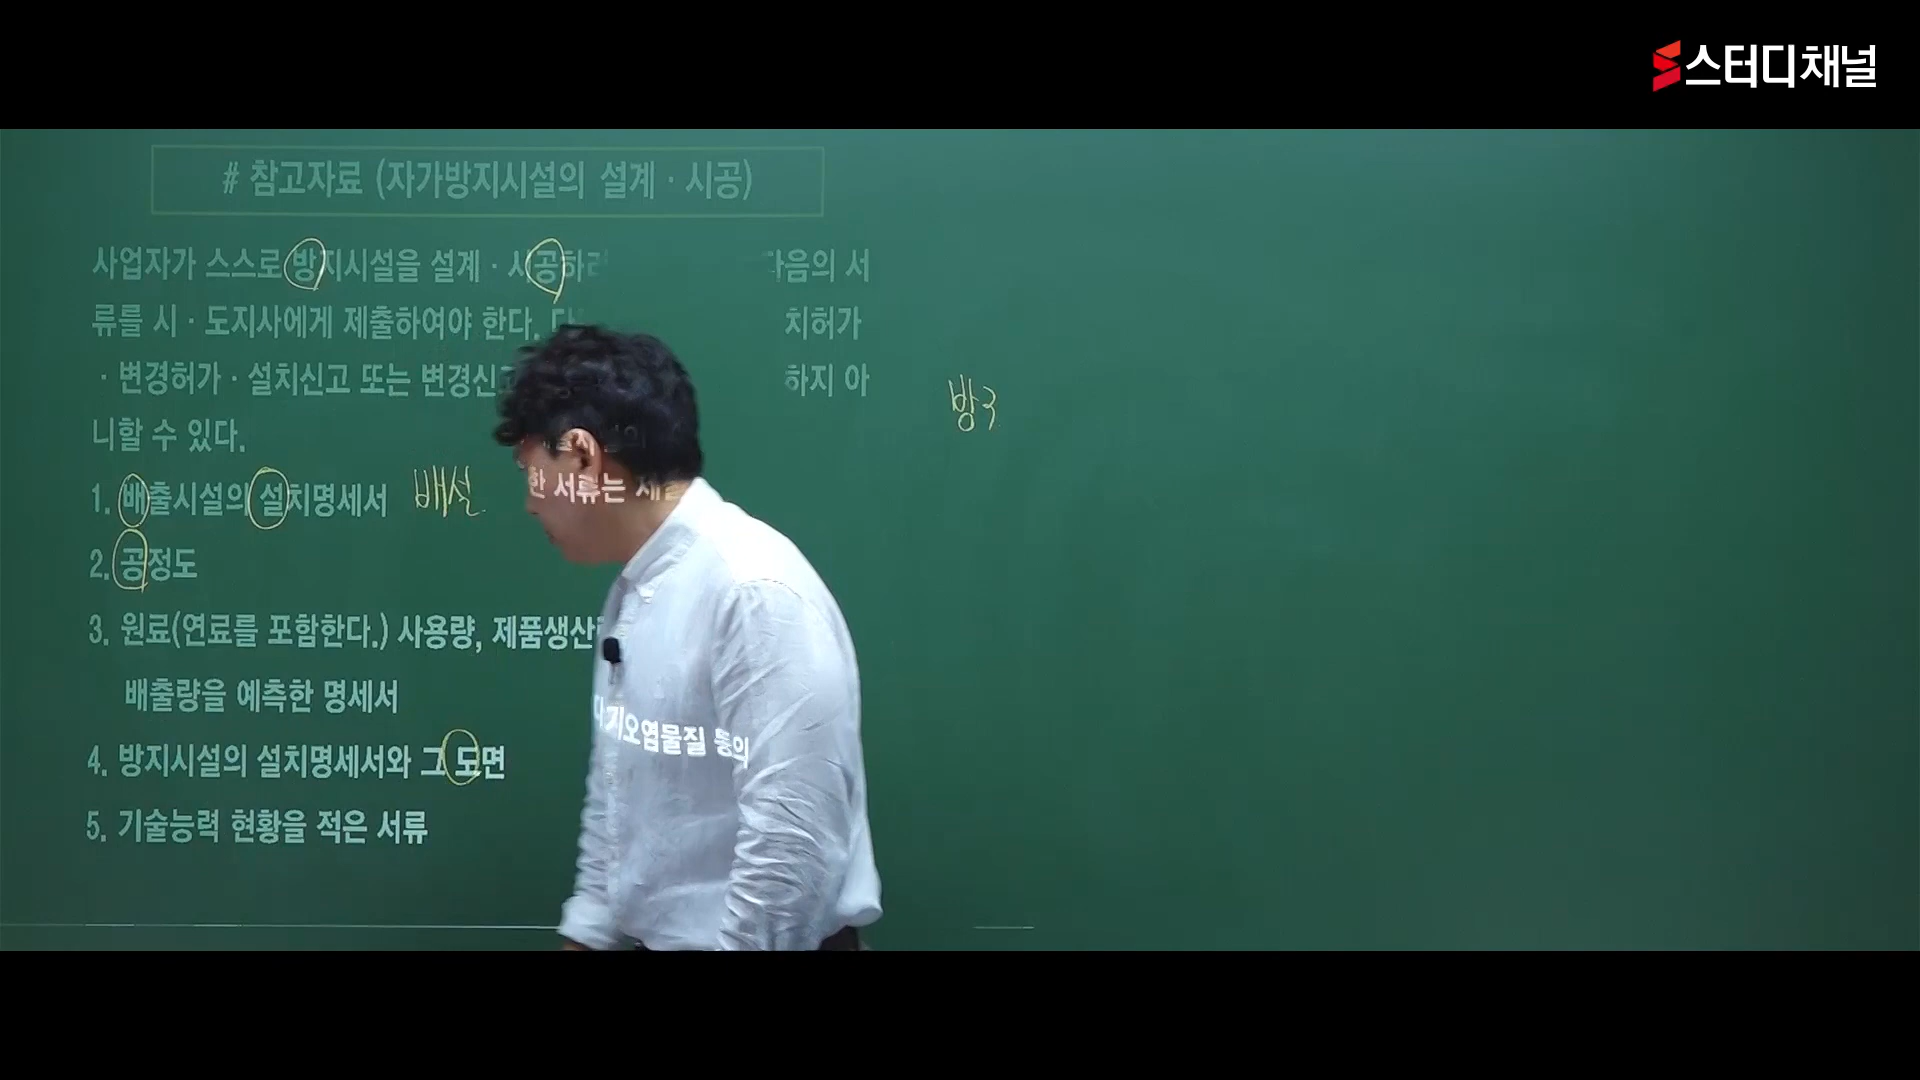 스터디채널
# 참고자료 (자가방지시설의 설계 · 시공)
사업자가 스스로 방지시설을 설계 · 시공하려 다음의 서
류를 시 · 도지사에게 제출하여야 한다. 치허가
· 변경허가 · 설치신고 또는 변경신고 하지 아
니할 수 있다.
한 서류는
1. 배출시설의 설치명세서 배설
2. 공정도
3. 원료(연료를 포함한다.) 사용량, 제품생산
기오염물질 등의
배출량을 예측한 명세서
4. 방지시설의 설치명세서와 그 도면
5. 기술능력 현황을 적은 서류